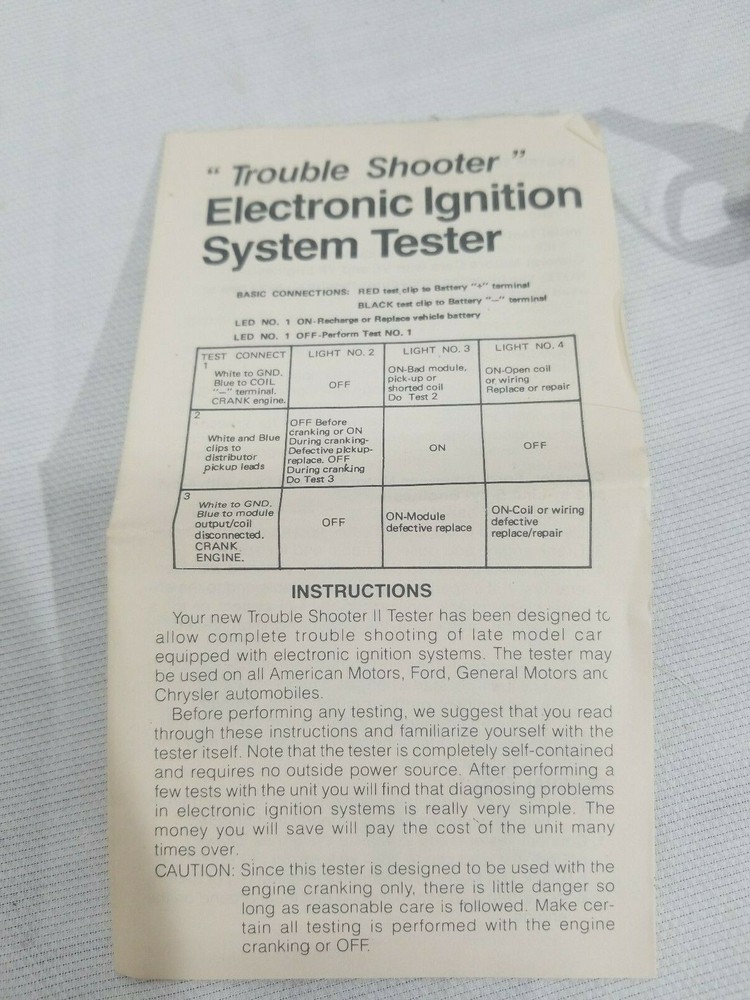 " Trouble Shooter "
Electronic Ignition
System Tester
BASIC CONNECTIONS: RED test clip to Battery "+" terminal
BLACK test clip to Battery "-" terminal
LED NO. 1 ON-Recharge or Replace vehicle battery
LED NO. 1 OFF-Perform Test NO. 1
TEST CONNECT LIGHT NO. 2 LIGHT NO. 3 LIGHT NO. 4
1
White to GND.
Blue to COIL
"-" terminal.
CRANK engine.
OFF
ON-Bad module,
pick-up or
shorted coil
Do Test 2
ON-Open coil
or wiring
Replace or repair
2
White and Blue
clips to
distributor
pickup leads
OFF Before
cranking or ON
During cranking-
Defective pickup-
replace. OFF
During cranking
Do Test 3
ON
OFF
3
White to GND.
Blue to module
output/coil
disconnected.
CRANK
ENGINE.
OFF
ON-Module
defective replace
ON-Coil or wiring
defective
replace/repair
INSTRUCTIONS
Your new Trouble Shooter II Tester has been designed to
allow complete trouble shooting of late model car
equipped with electronic ignition systems. The tester may
be used on all American Motors, Ford, General Motors and
Chrysler automobiles.
Before performing any testing, we suggest that you read
through these instructions and familiarize yourself with the
tester itself. Note that the tester is completely self-contained
and requires no outside power source. After performing a
few tests with the unit you will find that diagnosing problems
in electronic ignition systems is really very simple. The
money you will save will pay the cost of the unit many
times over.
CAUTION: Since this tester is designed to be used with the
engine cranking only, there is little danger so
long as reasonable care is followed. Make cer-
tain all testing is performed with the engine
cranking or OFF.